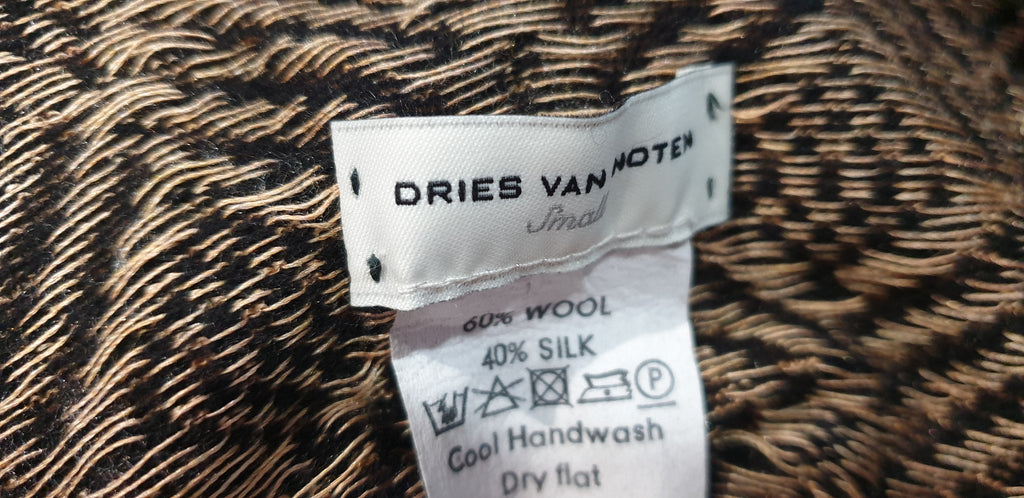 DRIES VAN NOTEN
Small
60% WOOL
40% SILK
P
Cool Handwash
Dry flat